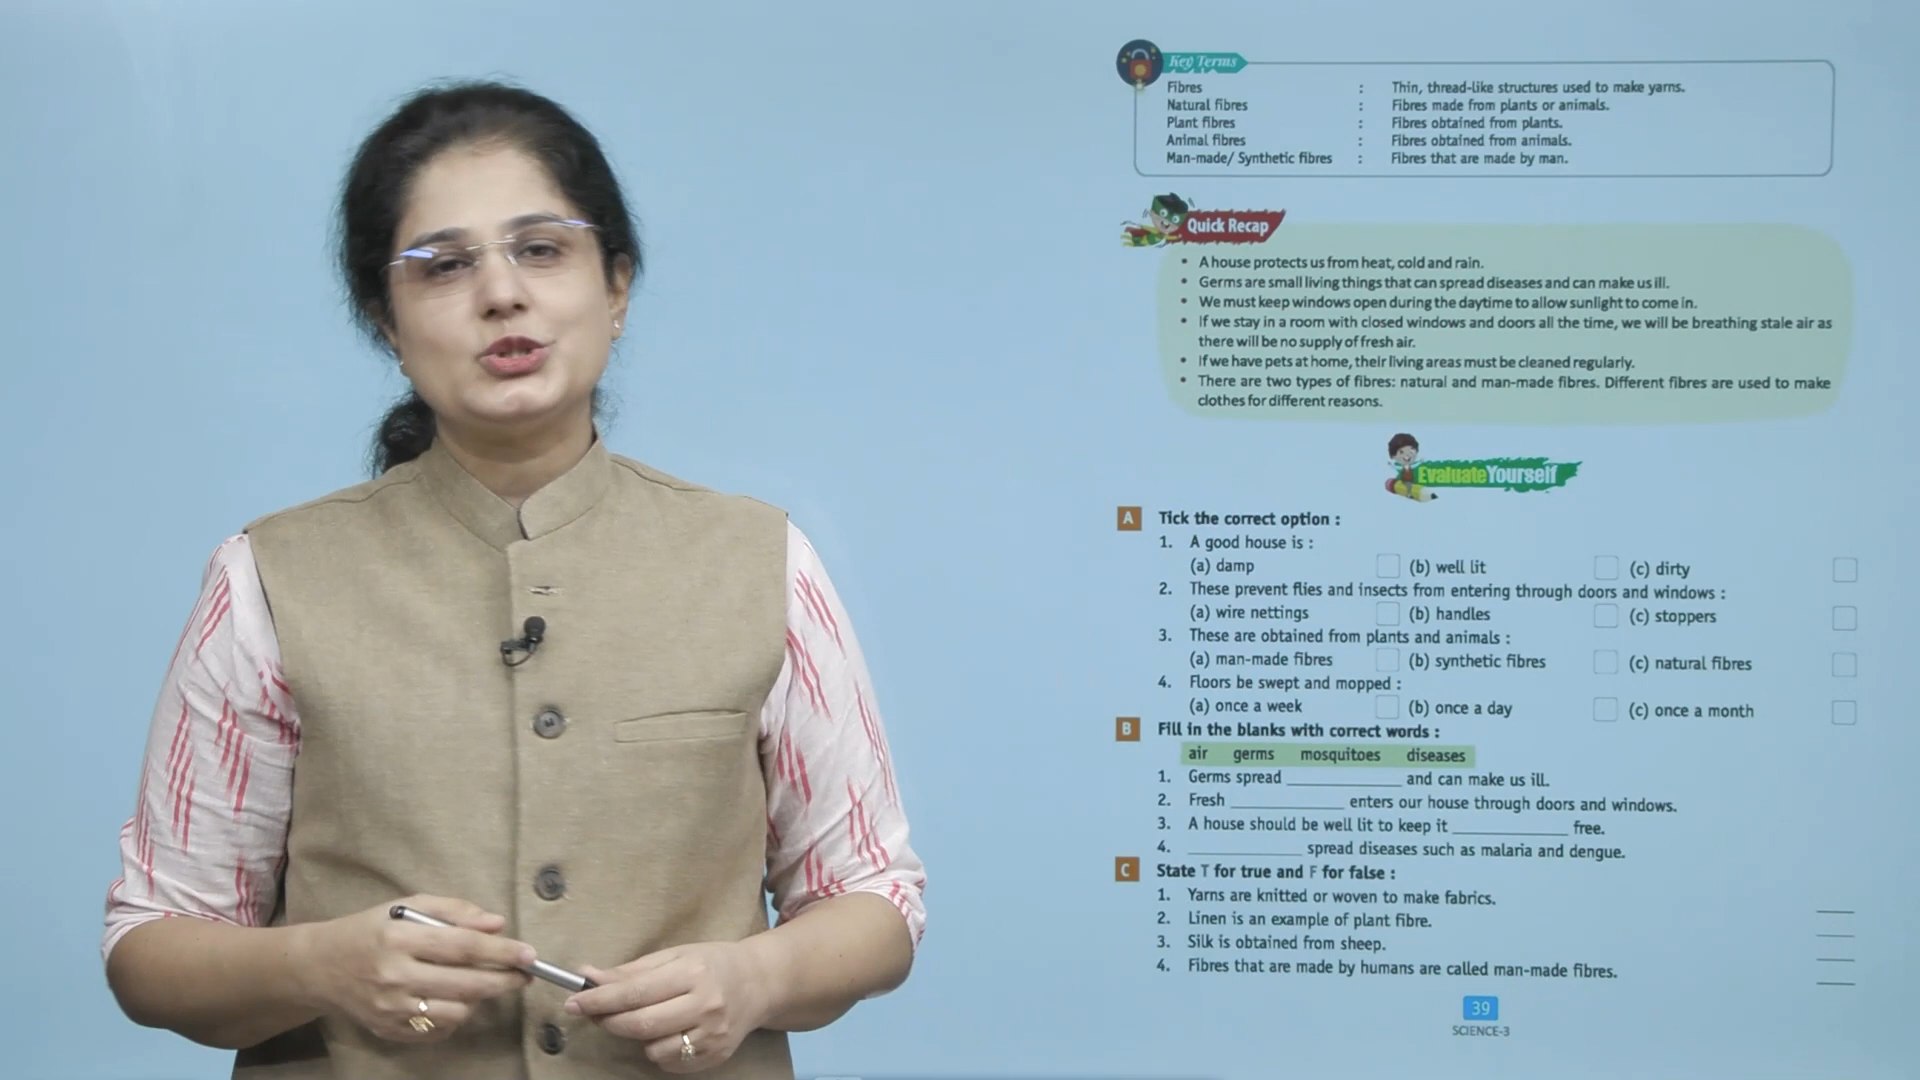 Key Terms
Fibres : Thin, thread-like structures used to make yarns.
Natural fibres : Fibres made from plants or animals.
Plant fibres : Fibres obtained from plants.
Animal fibres : Fibres obtained from animals.
Man-made/ Synthetic fibres : Fibres that are made by man.
Quick Recap
• A house protects us from heat, cold and rain.
• Germs are small living things that can spread diseases and can make us ill.
• We must keep windows open during the daytime to allow sunlight to come in.
• If we stay in a room with closed windows and doors all the time, we will be breathing stale air as
there will be no supply of fresh air.
• If we have pets at home, their living areas must be cleaned regularly.
• There are two types of fibres: natural and man-made fibres. Different fibres are used to make
clothes for different reasons.
Evaluate Yourself
A Tick the correct option :
1. A good house is :
(a) damp (b) well lit (c) dirty
2. These prevent flies and insects from entering through doors and windows :
(a) wire nettings (b) handles (c) stoppers
3. These are obtained from plants and animals :
(a) man-made fibres (b) synthetic fibres (c) natural fibres
4. Floors be swept and mopped :
(a) once a week (b) once a day (c) once a month
B Fill in the blanks with correct words :
air germs mosquitoes diseases
1. Germs spread ____________ and can make us ill.
2. Fresh ____________ enters our house through doors and windows.
3. A house should be well lit to keep it ____________ free.
4. ____________ spread diseases such as malaria and dengue.
C State T for true and F for false :
1. Yarns are knitted or woven to make fabrics. ____
2. Linen is an example of plant fibre. ____
3. Silk is obtained from sheep. ____
4. Fibres that are made by humans are called man-made fibres. ____
39
SCIENCE-3